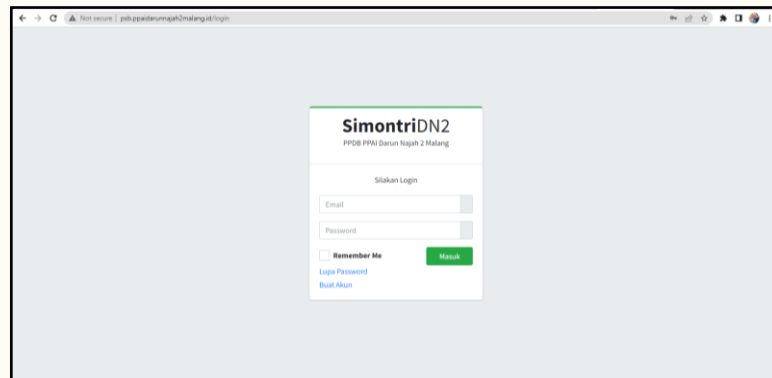 Not secure | psb.ppaidarunnajah2malang.id/login
SimontriDN2
PPDB PPAI Darun Najah 2 Malang
Silakan Login
Email
Password
Remember Me
Masuk
Lupa Password
Buat Akun